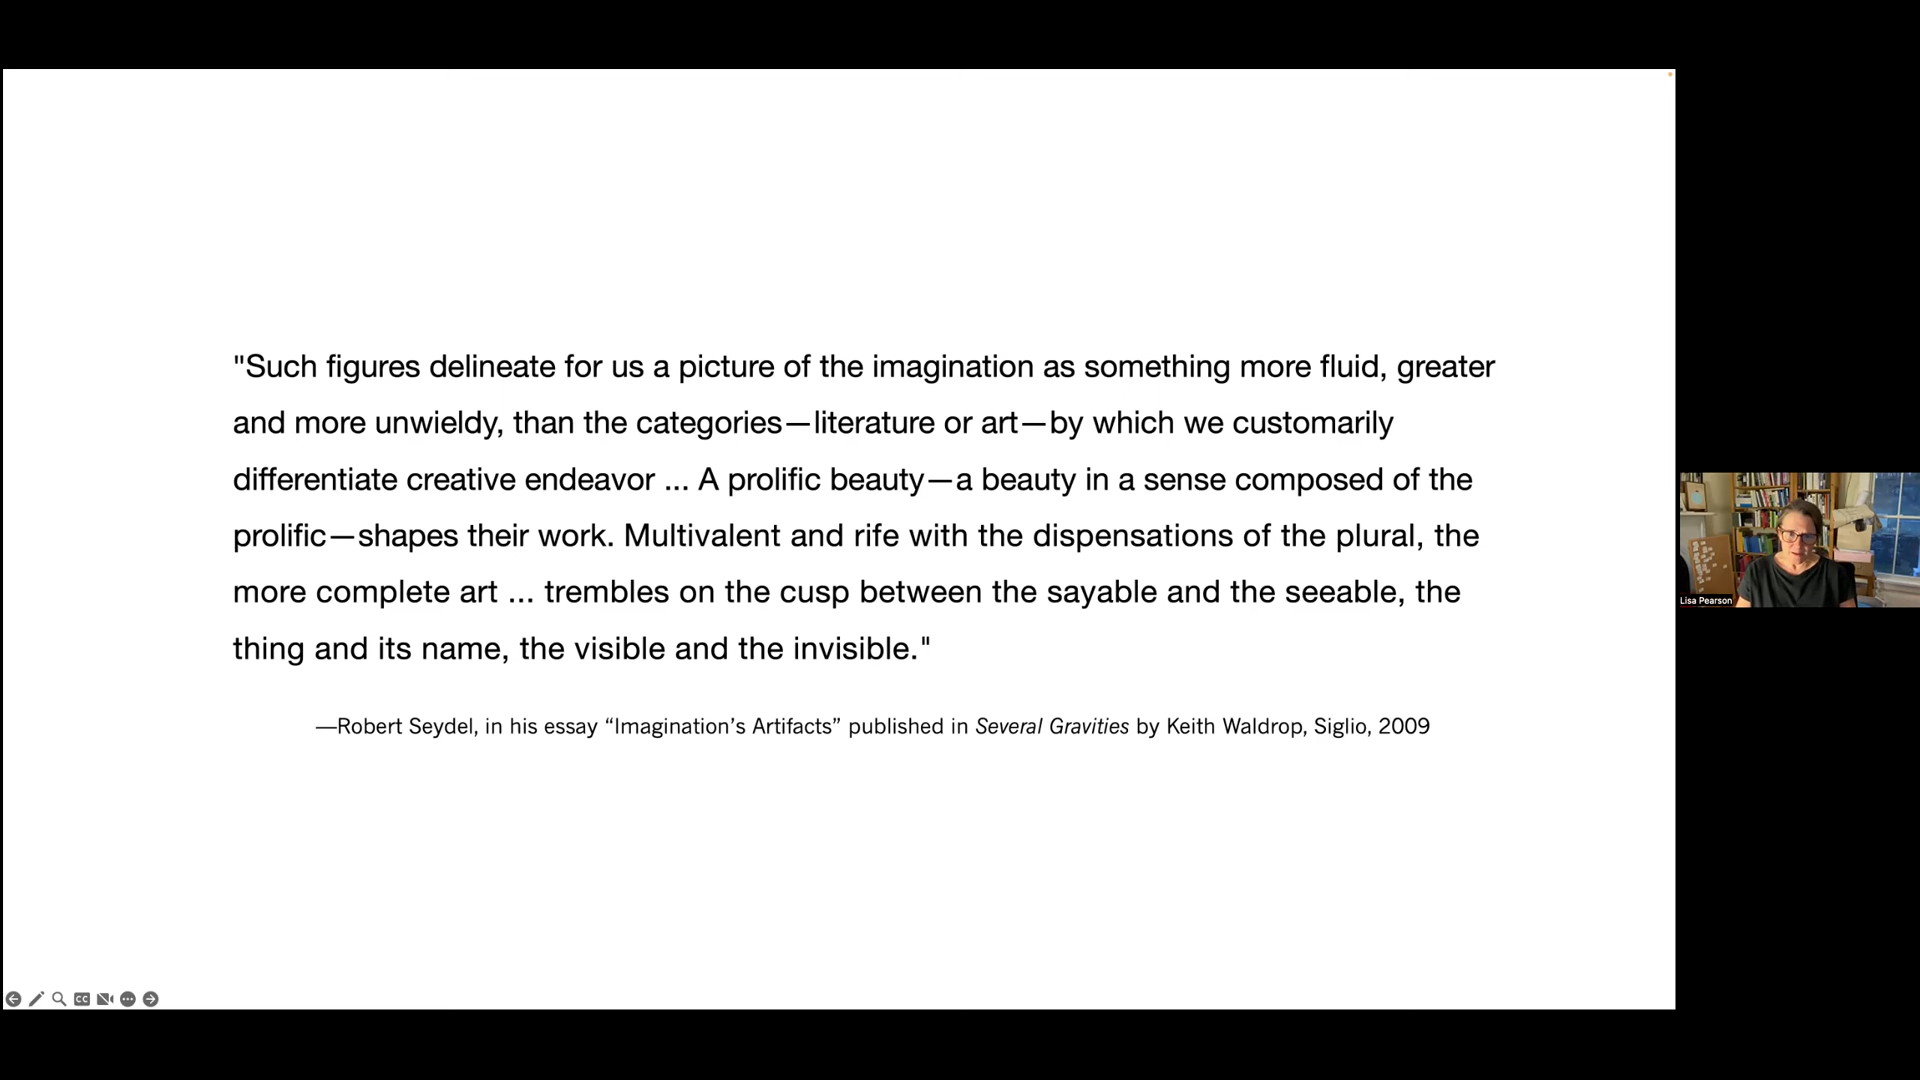 "Such figures delineate for us a picture of the imagination as something more fluid, greater
and more unwieldy, than the categories—literature or art—by which we customarily
differentiate creative endeavor ... A prolific beauty—a beauty in a sense composed of the
prolific—shapes their work. Multivalent and rife with the dispensations of the plural, the
more complete art ... trembles on the cusp between the sayable and the seeable, the
thing and its name, the visible and the invisible."
—Robert Seydel, in his essay “Imagination’s Artifacts” published in Several Gravities by Keith Waldrop, Siglio, 2009
Lisa Pearson
CC